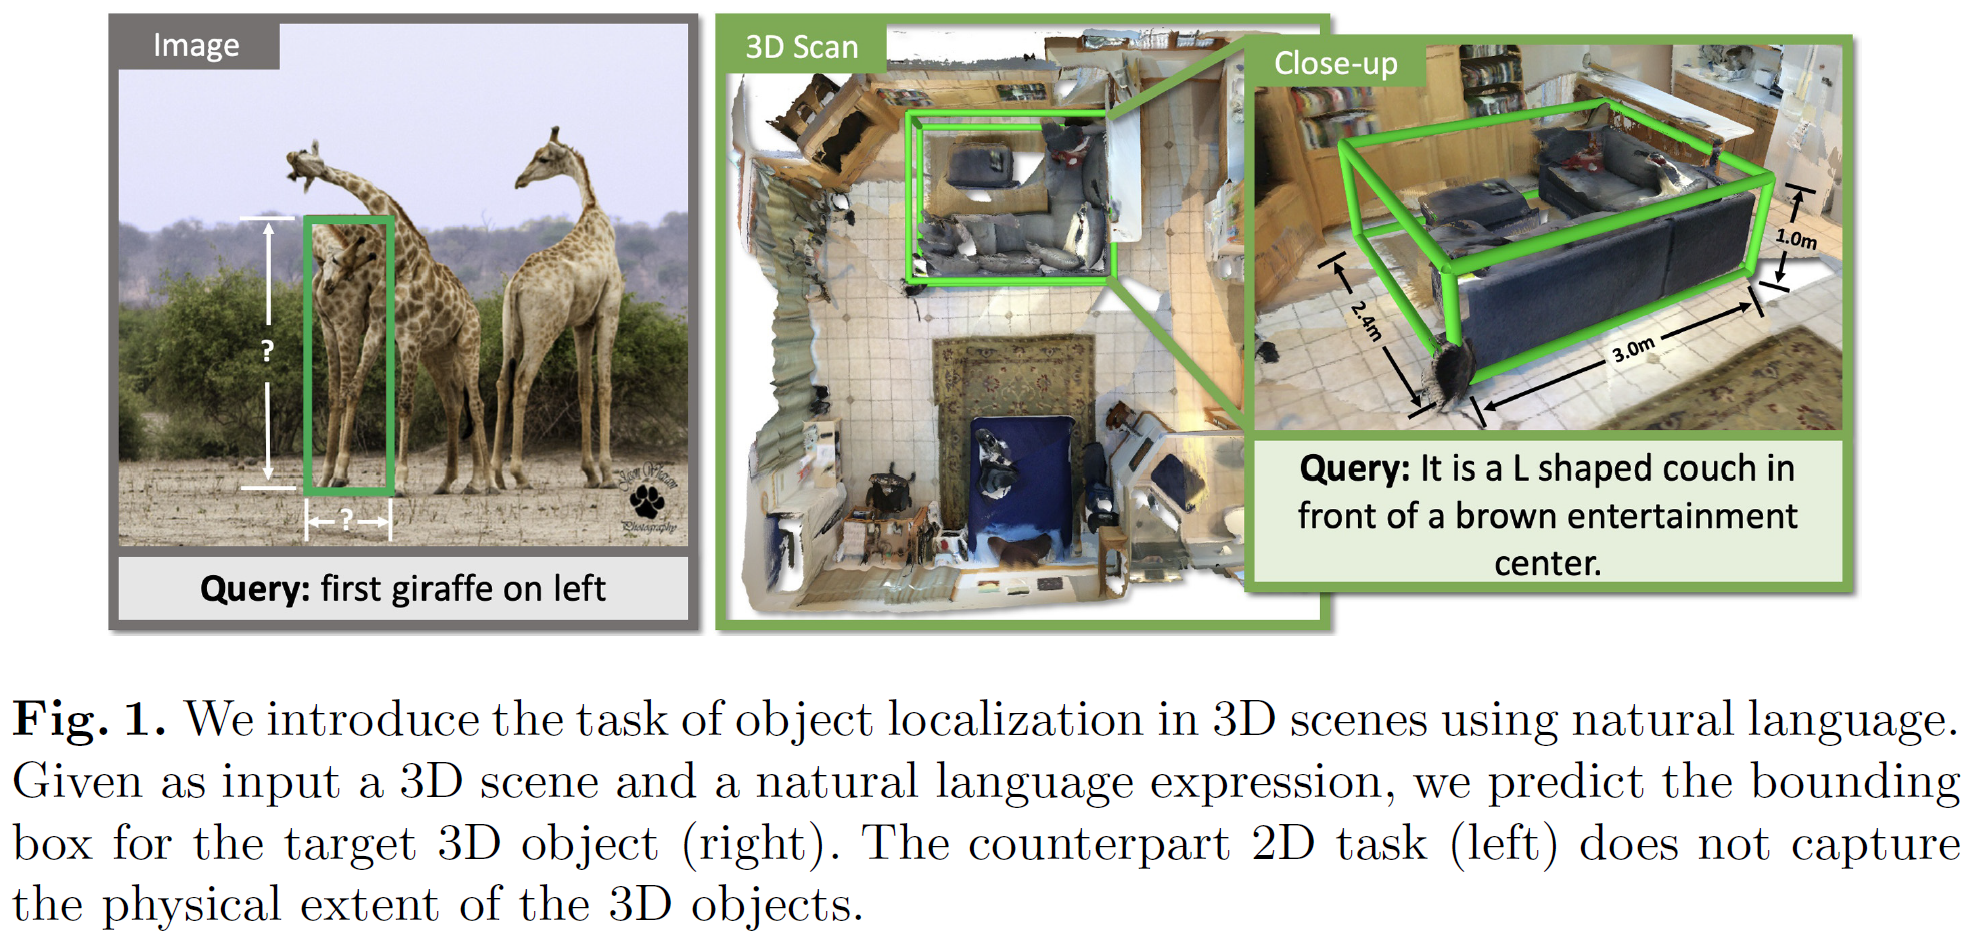 Image
?
?
Query: first giraffe on left
3D Scan
Close-up
1.0m
2.4m
3.0m
Query: It is a L shaped couch in
front of a brown entertainment
center.
Fig. 1. We introduce the task of object localization in 3D scenes using natural language.
Given as input a 3D scene and a natural language expression, we predict the bounding
box for the target 3D object (right). The counterpart 2D task (left) does not capture
the physical extent of the 3D objects.
Photography